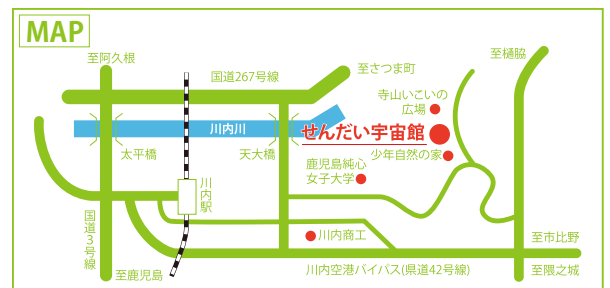 MAP
至阿久根
国道267号線
至さつま町
至樋脇
寺山いこいの
広場
川内川
せんだい宇宙館
太平橋
天大橋
少年自然の家
鹿児島純心
女子大学
川内駅
国道3号線
川内商工
至市比野
至鹿児島
川内空港バイパス(県道42号線)
至隈之城